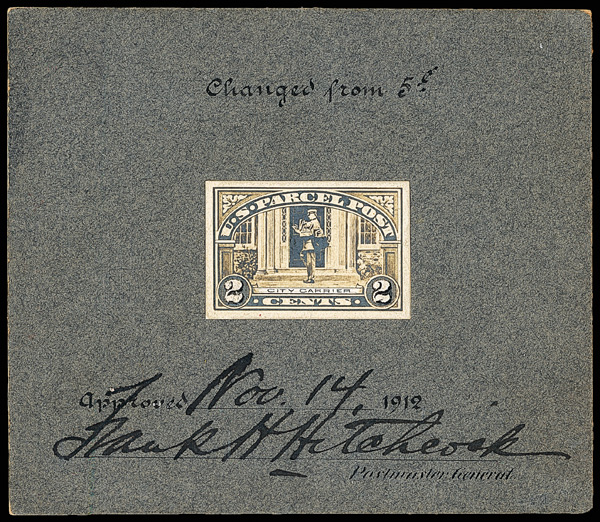 Changed from 5¢
U.S. PARCEL POST
CITY CARRIER
2 · CENTS · 2
Approved Nov. 14, 1912
Frank H Hitchcock
Postmaster General